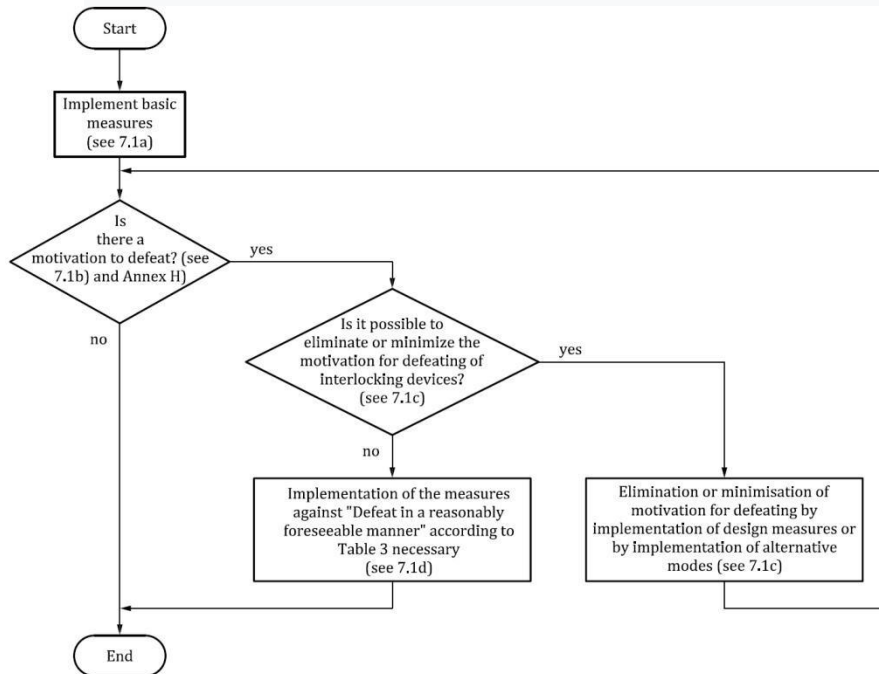 Start
Implement basic
measures
(see 7.1a)
Is
there a
motivation to defeat? (see
7.1b) and Annex H)
yes
no
Is it possible to
eliminate or minimize the
motivation for defeating of
interlocking devices?
(see 7.1c)
yes
no
Implementation of the measures
against "Defeat in a reasonably
foreseeable manner" according to
Table 3 necessary
(see 7.1d)
Elimination or minimisation of
motivation for defeating by
implementation of design measures or
by implementation of alternative
modes (see 7.1c)
End